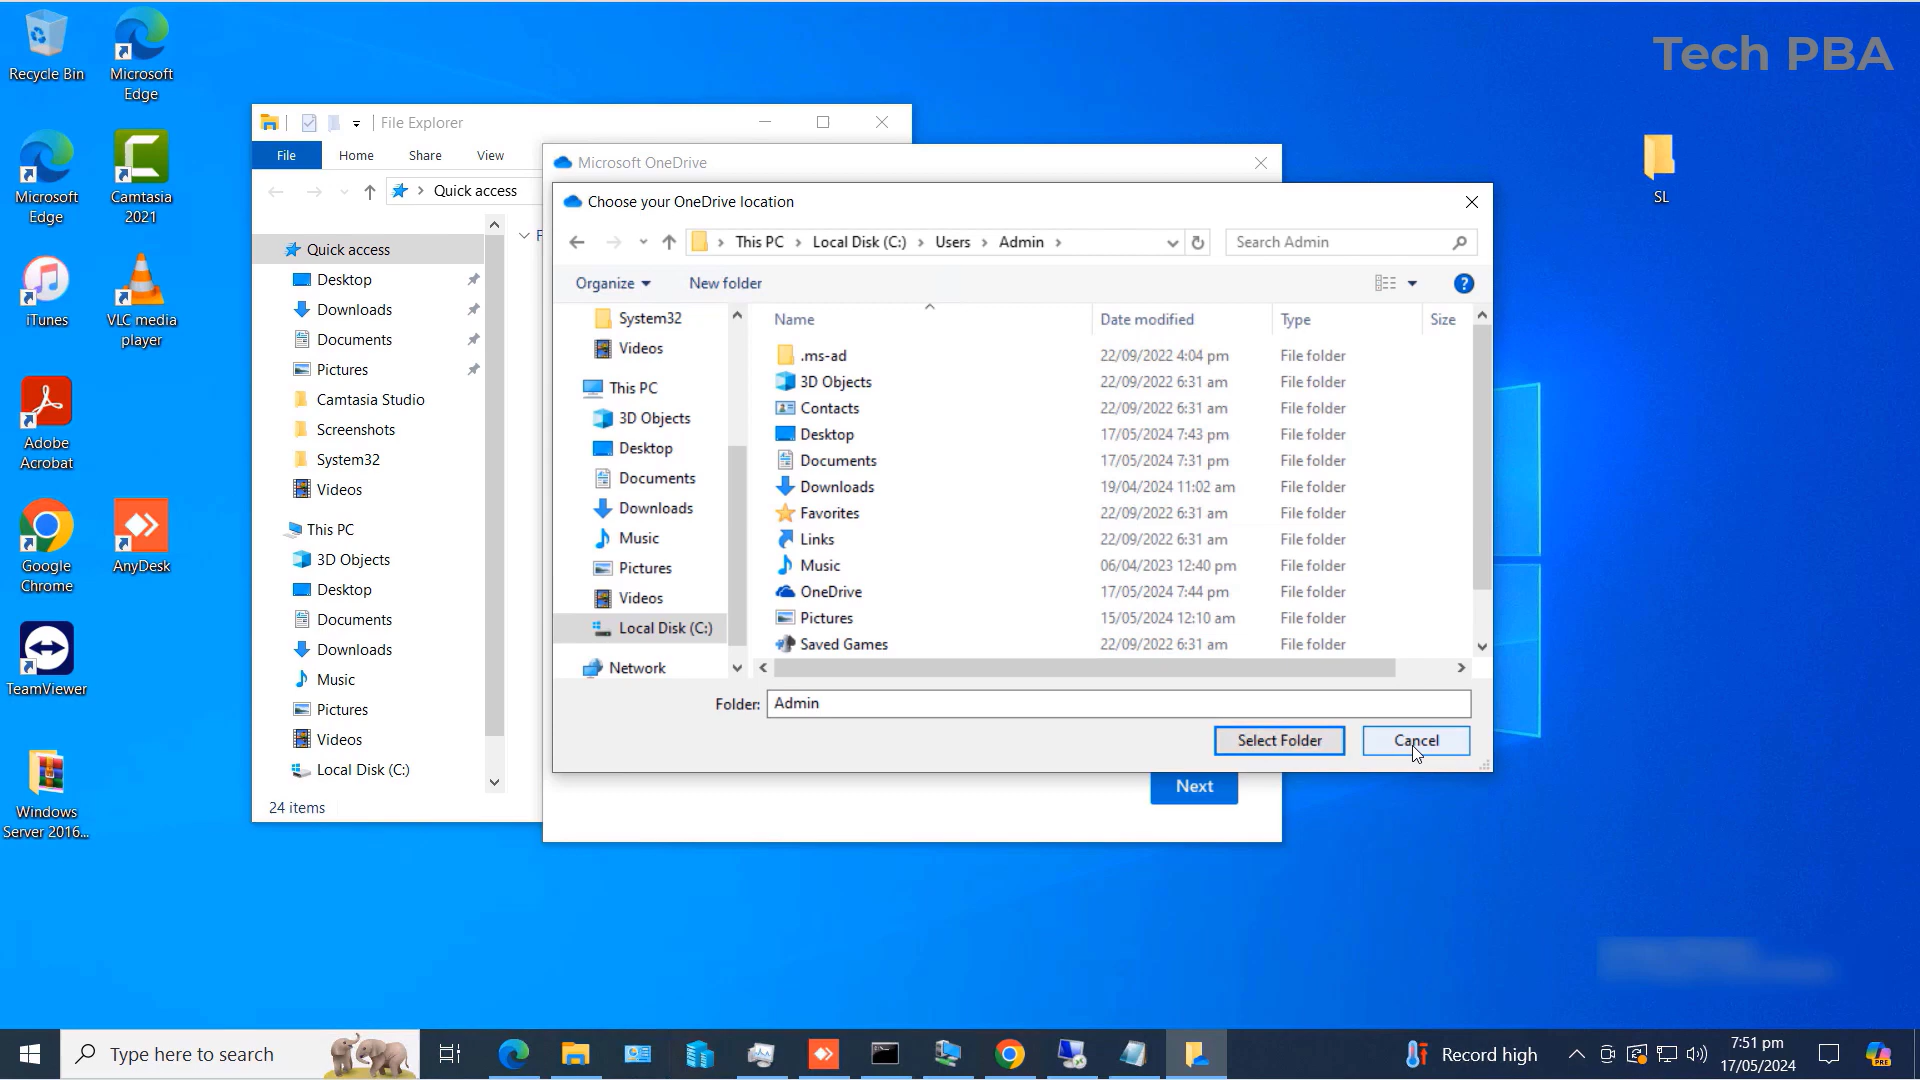 Tech PBA
Recycle Bin
Microsoft
Edge
Microsoft
Edge
Camtasia
2021
iTunes
VLC media
player
Adobe
Acrobat
Google
Chrome
AnyDesk
TeamViewer
Windows
Server 2016...
SL
File Explorer
File
Home
Share
View
Quick access
Quick access
Desktop
Downloads
Documents
Pictures
Camtasia Studio
Screenshots
System32
Videos
This PC
3D Objects
Desktop
Documents
Downloads
Music
Pictures
Videos
Local Disk (C:)
24 items
Microsoft OneDrive
Choose your OneDrive location
This PC > Local Disk (C:) > Users > Admin >
Search Admin
Organize
New folder
System32
Videos
This PC
3D Objects
Desktop
Documents
Downloads
Music
Pictures
Videos
Local Disk (C:)
Network
Name Date modified Type Size
.ms-ad 22/09/2022 4:04 pm File folder
3D Objects 22/09/2022 6:31 am File folder
Contacts 22/09/2022 6:31 am File folder
Desktop 17/05/2024 7:43 pm File folder
Documents 17/05/2024 7:31 pm File folder
Downloads 19/04/2024 11:02 am File folder
Favorites 22/09/2022 6:31 am File folder
Links 22/09/2022 6:31 am File folder
Music 06/04/2023 12:40 pm File folder
OneDrive 17/05/2024 7:44 pm File folder
Pictures 15/05/2024 12:10 am File folder
Saved Games 22/09/2022 6:31 am File folder
Folder: Admin
Select Folder
Cancel
Next
Type here to search
Record high
7:51 pm
17/05/2024
PRE